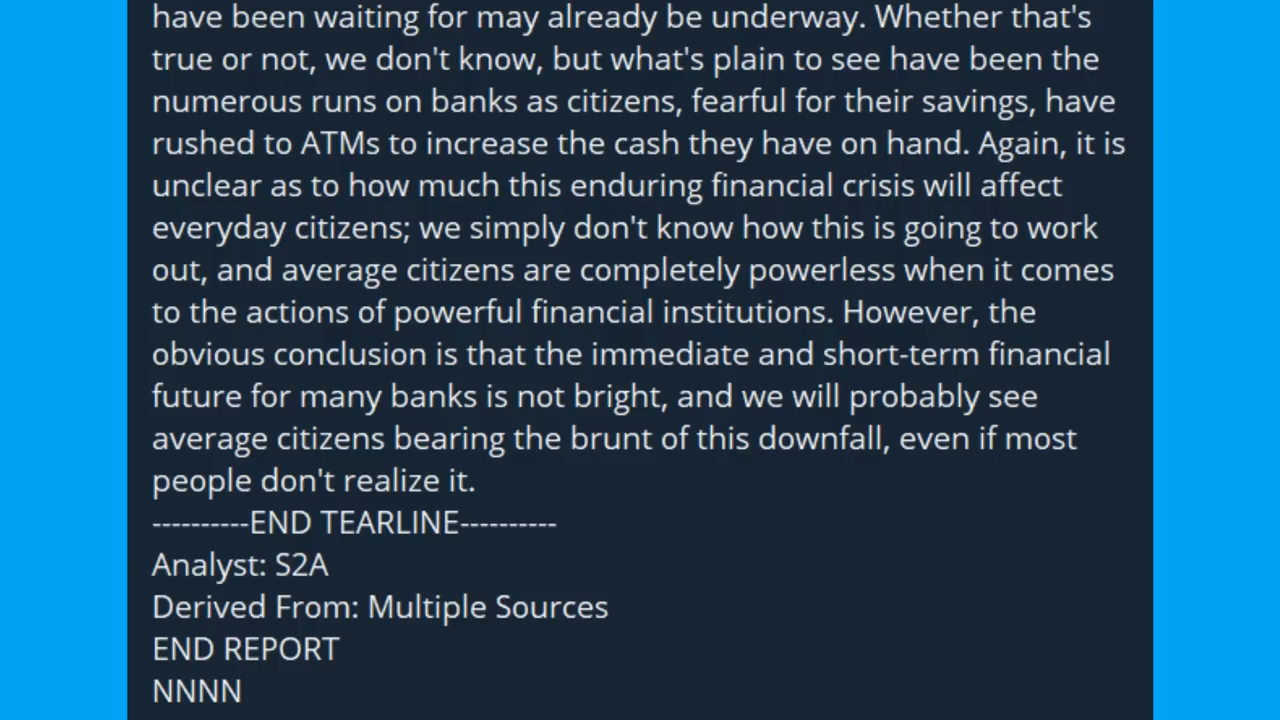 have been waiting for may already be underway. Whether that's
true or not, we don't know, but what's plain to see have been the
numerous runs on banks as citizens, fearful for their savings, have
rushed to ATMs to increase the cash they have on hand. Again, it is
unclear as to how much this enduring financial crisis will affect
everyday citizens; we simply don't know how this is going to work
out, and average citizens are completely powerless when it comes
to the actions of powerful financial institutions. However, the
obvious conclusion is that the immediate and short-term financial
future for many banks is not bright, and we will probably see
average citizens bearing the brunt of this downfall, even if most
people don't realize it.
----------END TEARLINE----------
Analyst: S2A
Derived From: Multiple Sources
END REPORT
NNNN